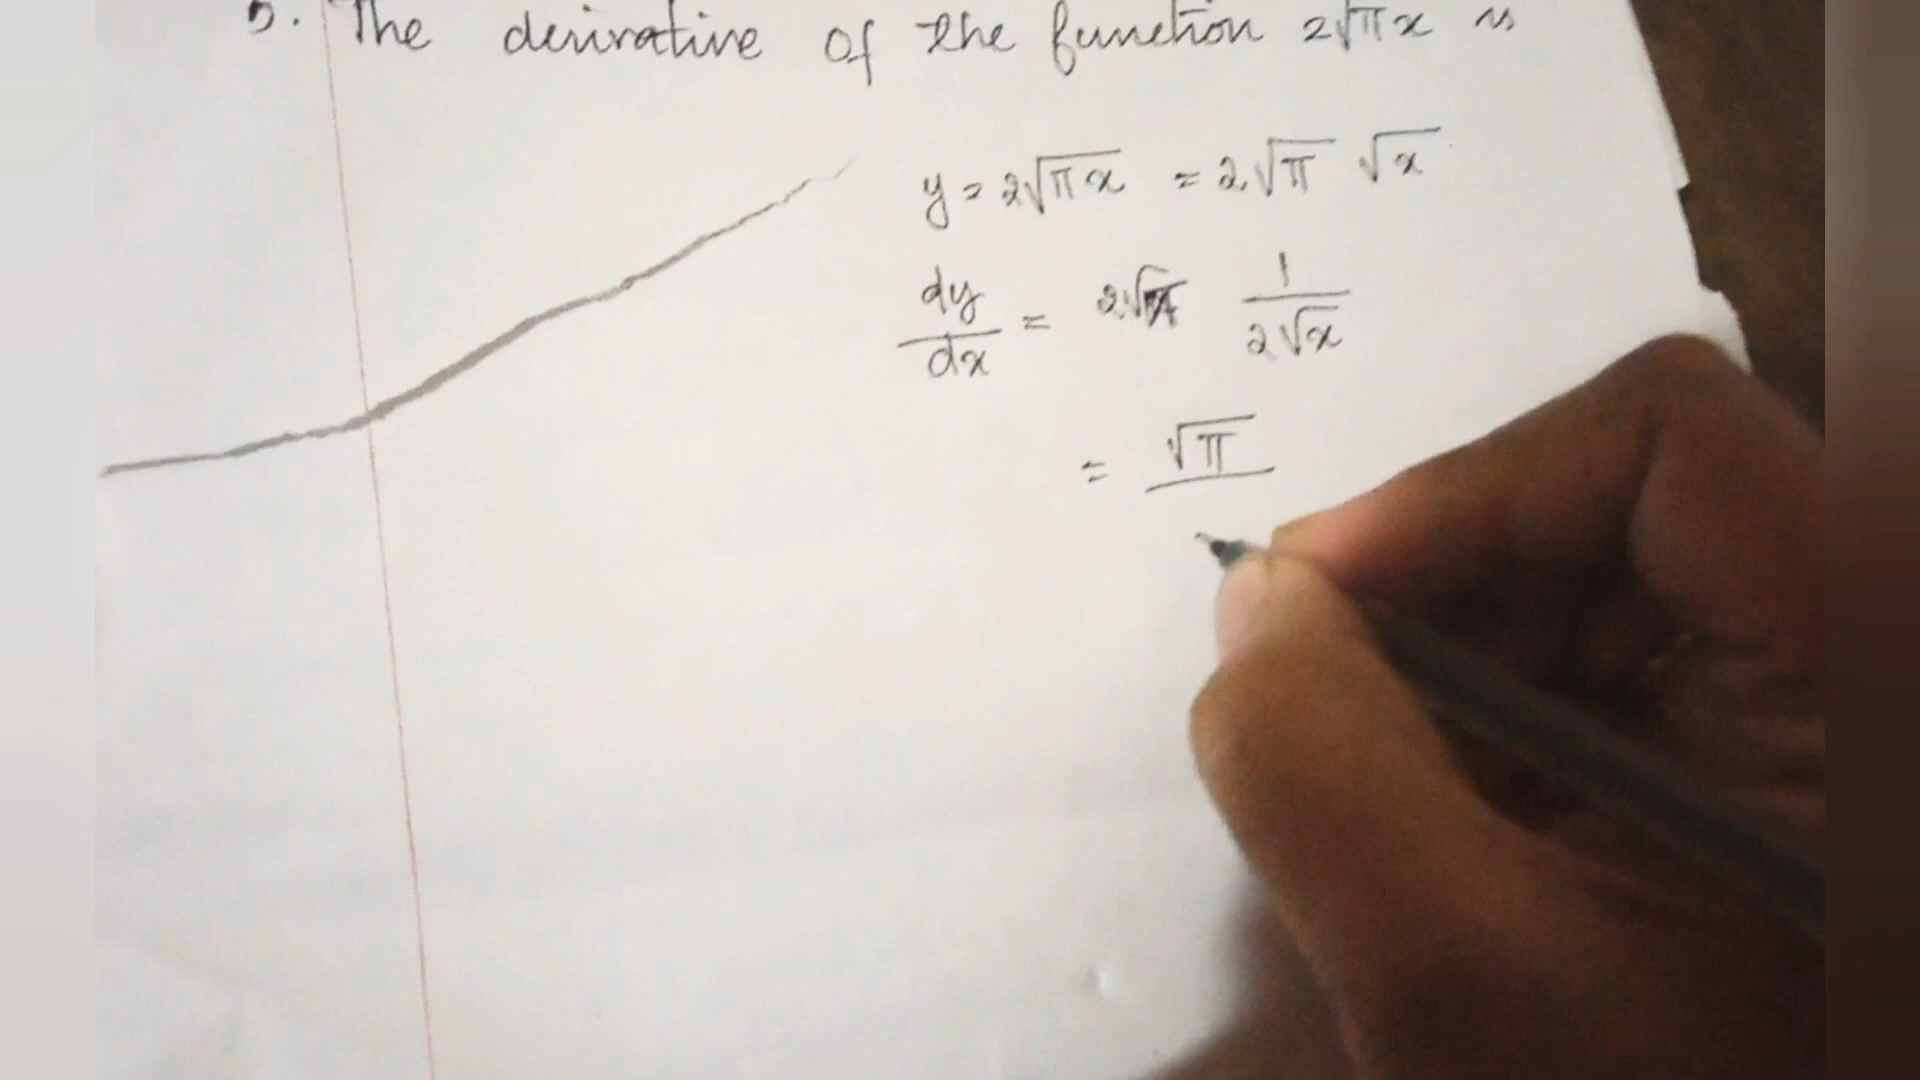 5. The derivative of the function 2√πx is
y = 2√πx = 2√π √x
dy/dx = 2√π 1/2√x
= √π